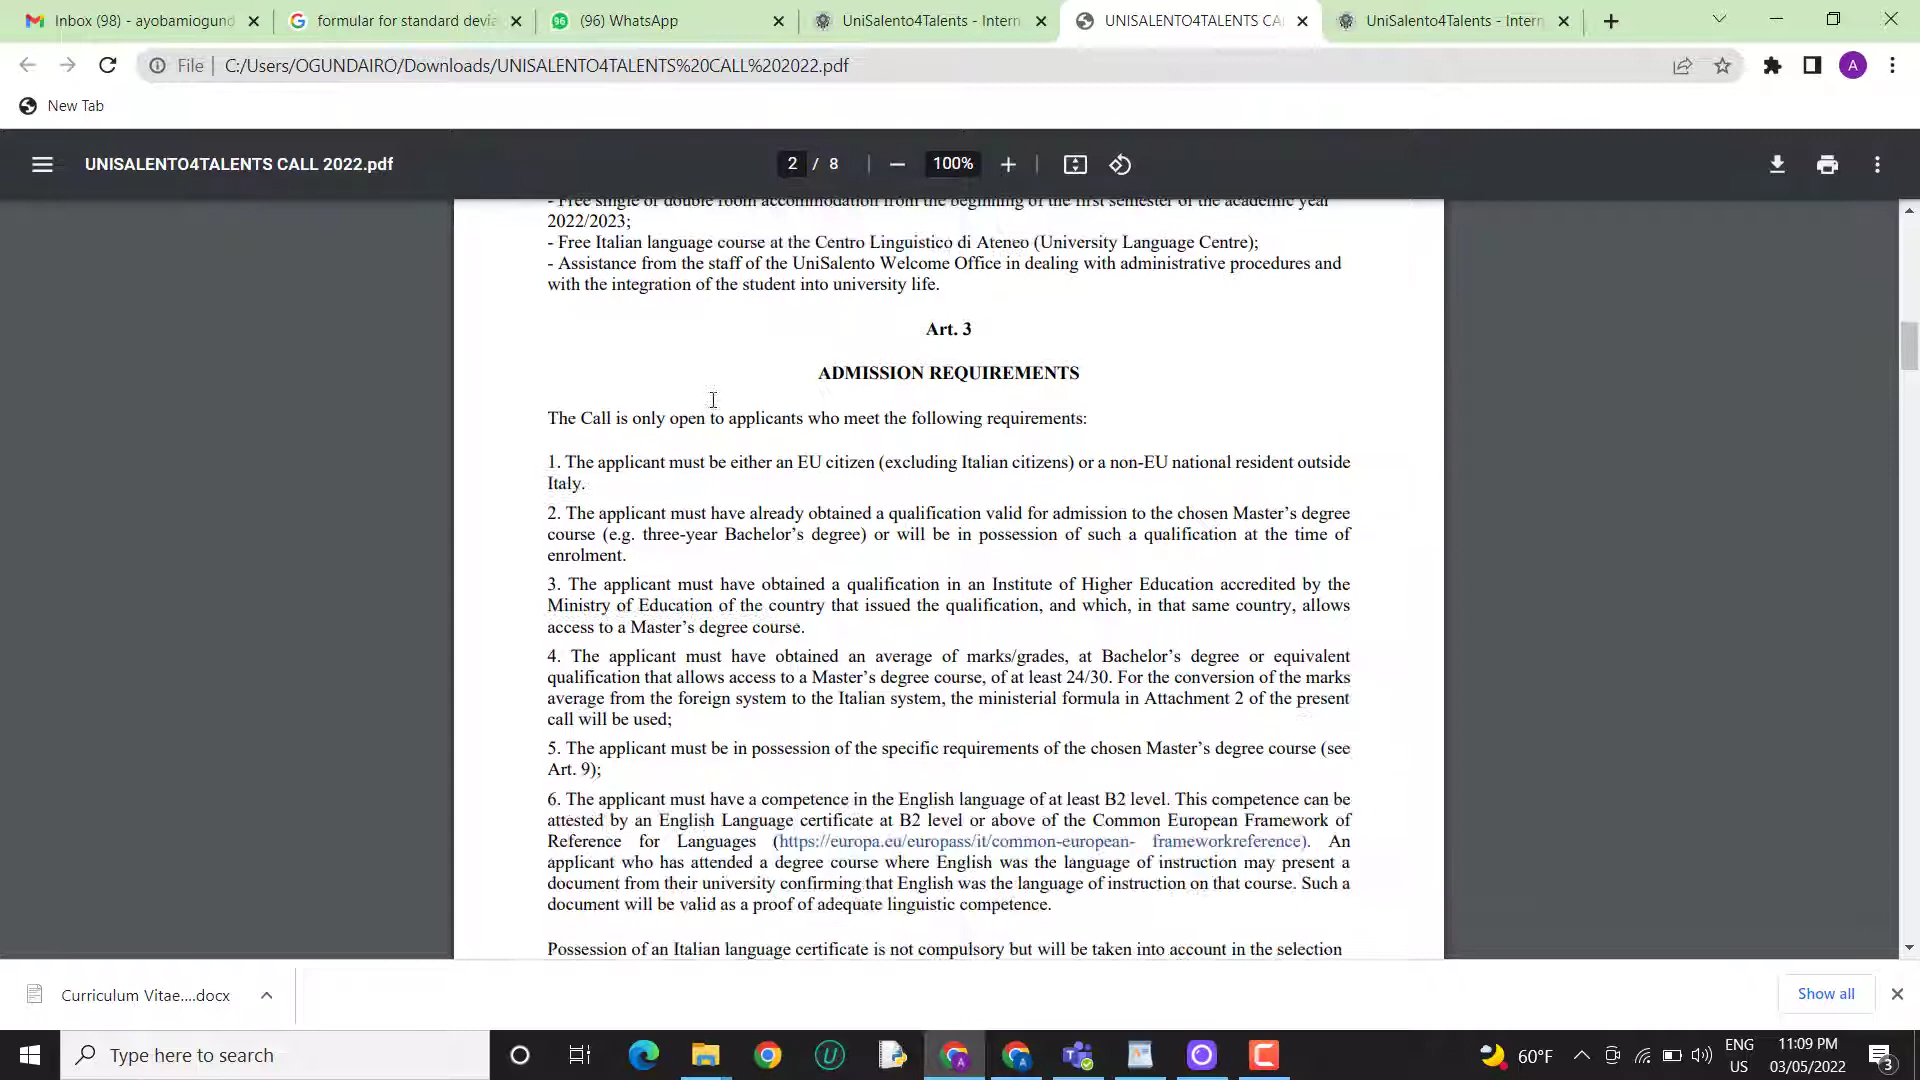 Inbox (98) - ayobamiogund
formular for standard devia
(96) WhatsApp
UniSalento4Talents - Intern
UNISALENTO4TALENTS CA
UniSalento4Talents - Intern
File
C:/Users/OGUNDAIRO/Downloads/UNISALENTO4TALENTS%20CALL%202022.pdf
A
New Tab
UNISALENTO4TALENTS CALL 2022.pdf
2 / 8
100%
- Free single or double room accommodation from the beginning of the first semester of the academic year
2022/2023;
- Free Italian language course at the Centro Linguistico di Ateneo (University Language Centre);
- Assistance from the staff of the UniSalento Welcome Office in dealing with administrative procedures and
with the integration of the student into university life.
Art. 3
ADMISSION REQUIREMENTS
The Call is only open to applicants who meet the following requirements:
1. The applicant must be either an EU citizen (excluding Italian citizens) or a non-EU national resident outside
Italy.
2. The applicant must have already obtained a qualification valid for admission to the chosen Master's degree
course (e.g. three-year Bachelor's degree) or will be in possession of such a qualification at the time of
enrolment.
3. The applicant must have obtained a qualification in an Institute of Higher Education accredited by the
Ministry of Education of the country that issued the qualification, and which, in that same country, allows
access to a Master's degree course.
4. The applicant must have obtained an average of marks/grades, at Bachelor's degree or equivalent
qualification that allows access to a Master's degree course, of at least 24/30. For the conversion of the marks
average from the foreign system to the Italian system, the ministerial formula in Attachment 2 of the present
call will be used;
5. The applicant must be in possession of the specific requirements of the chosen Master's degree course (see
Art. 9);
6. The applicant must have a competence in the English language of at least B2 level. This competence can be
attested by an English Language certificate at B2 level or above of the Common European Framework of
Reference for Languages (https://europa.eu/europass/it/common-european- frameworkreference). An
applicant who has attended a degree course where English was the language of instruction may present a
document from their university confirming that English was the language of instruction on that course. Such a
document will be valid as a proof of adequate linguistic competence.
Possession of an Italian language certificate is not compulsory but will be taken into account in the selection
Curriculum Vitae....docx
Show all
Type here to search
60°F
ENG
US
11:09 PM
03/05/2022
3